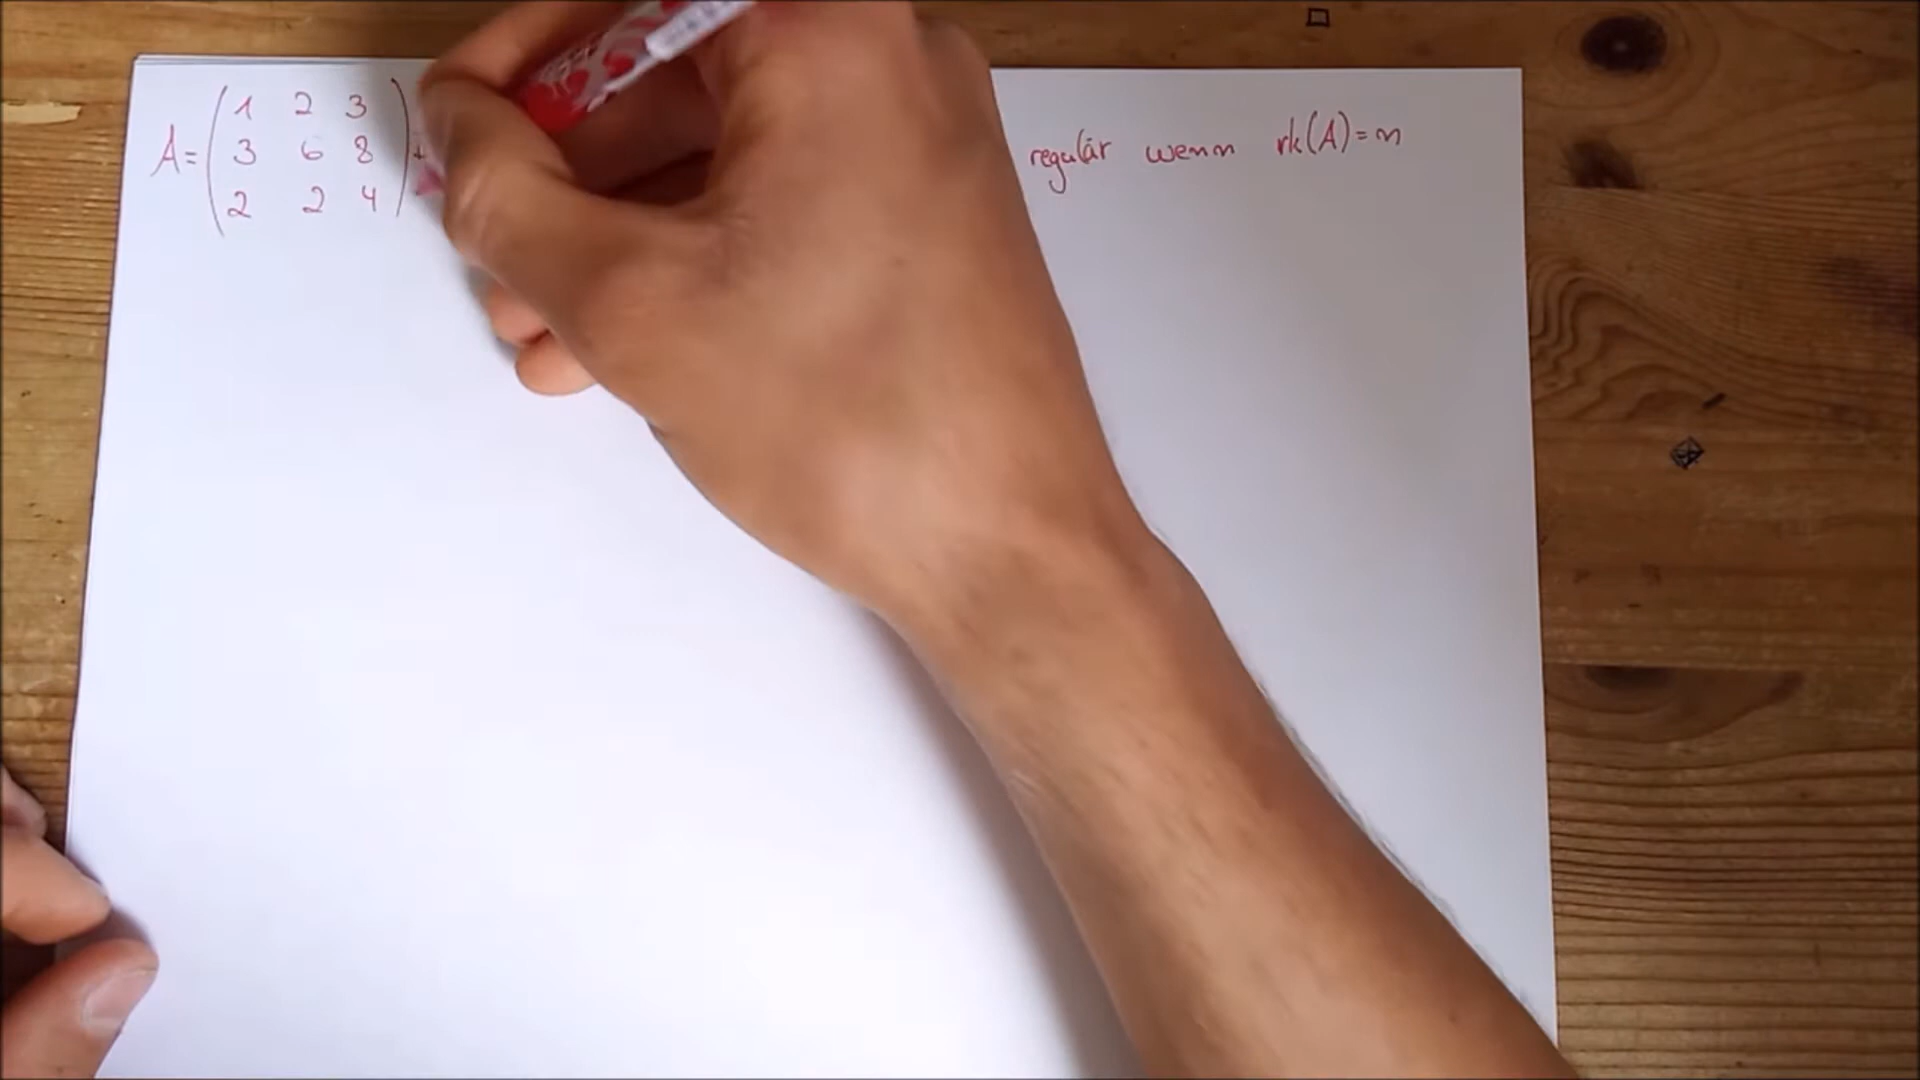 A = ( 1 2 3
3 6 8
2 2 4 )
regulär wenn rk(A)=n